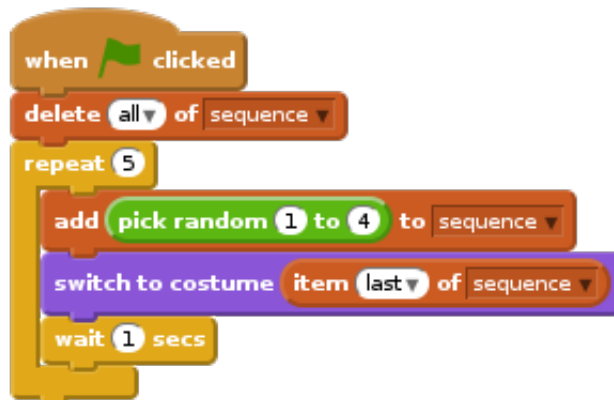 when clicked
delete all of sequence
repeat 5
add pick random 1 to 4 to sequence
switch to costume item last of sequence
wait 1 secs